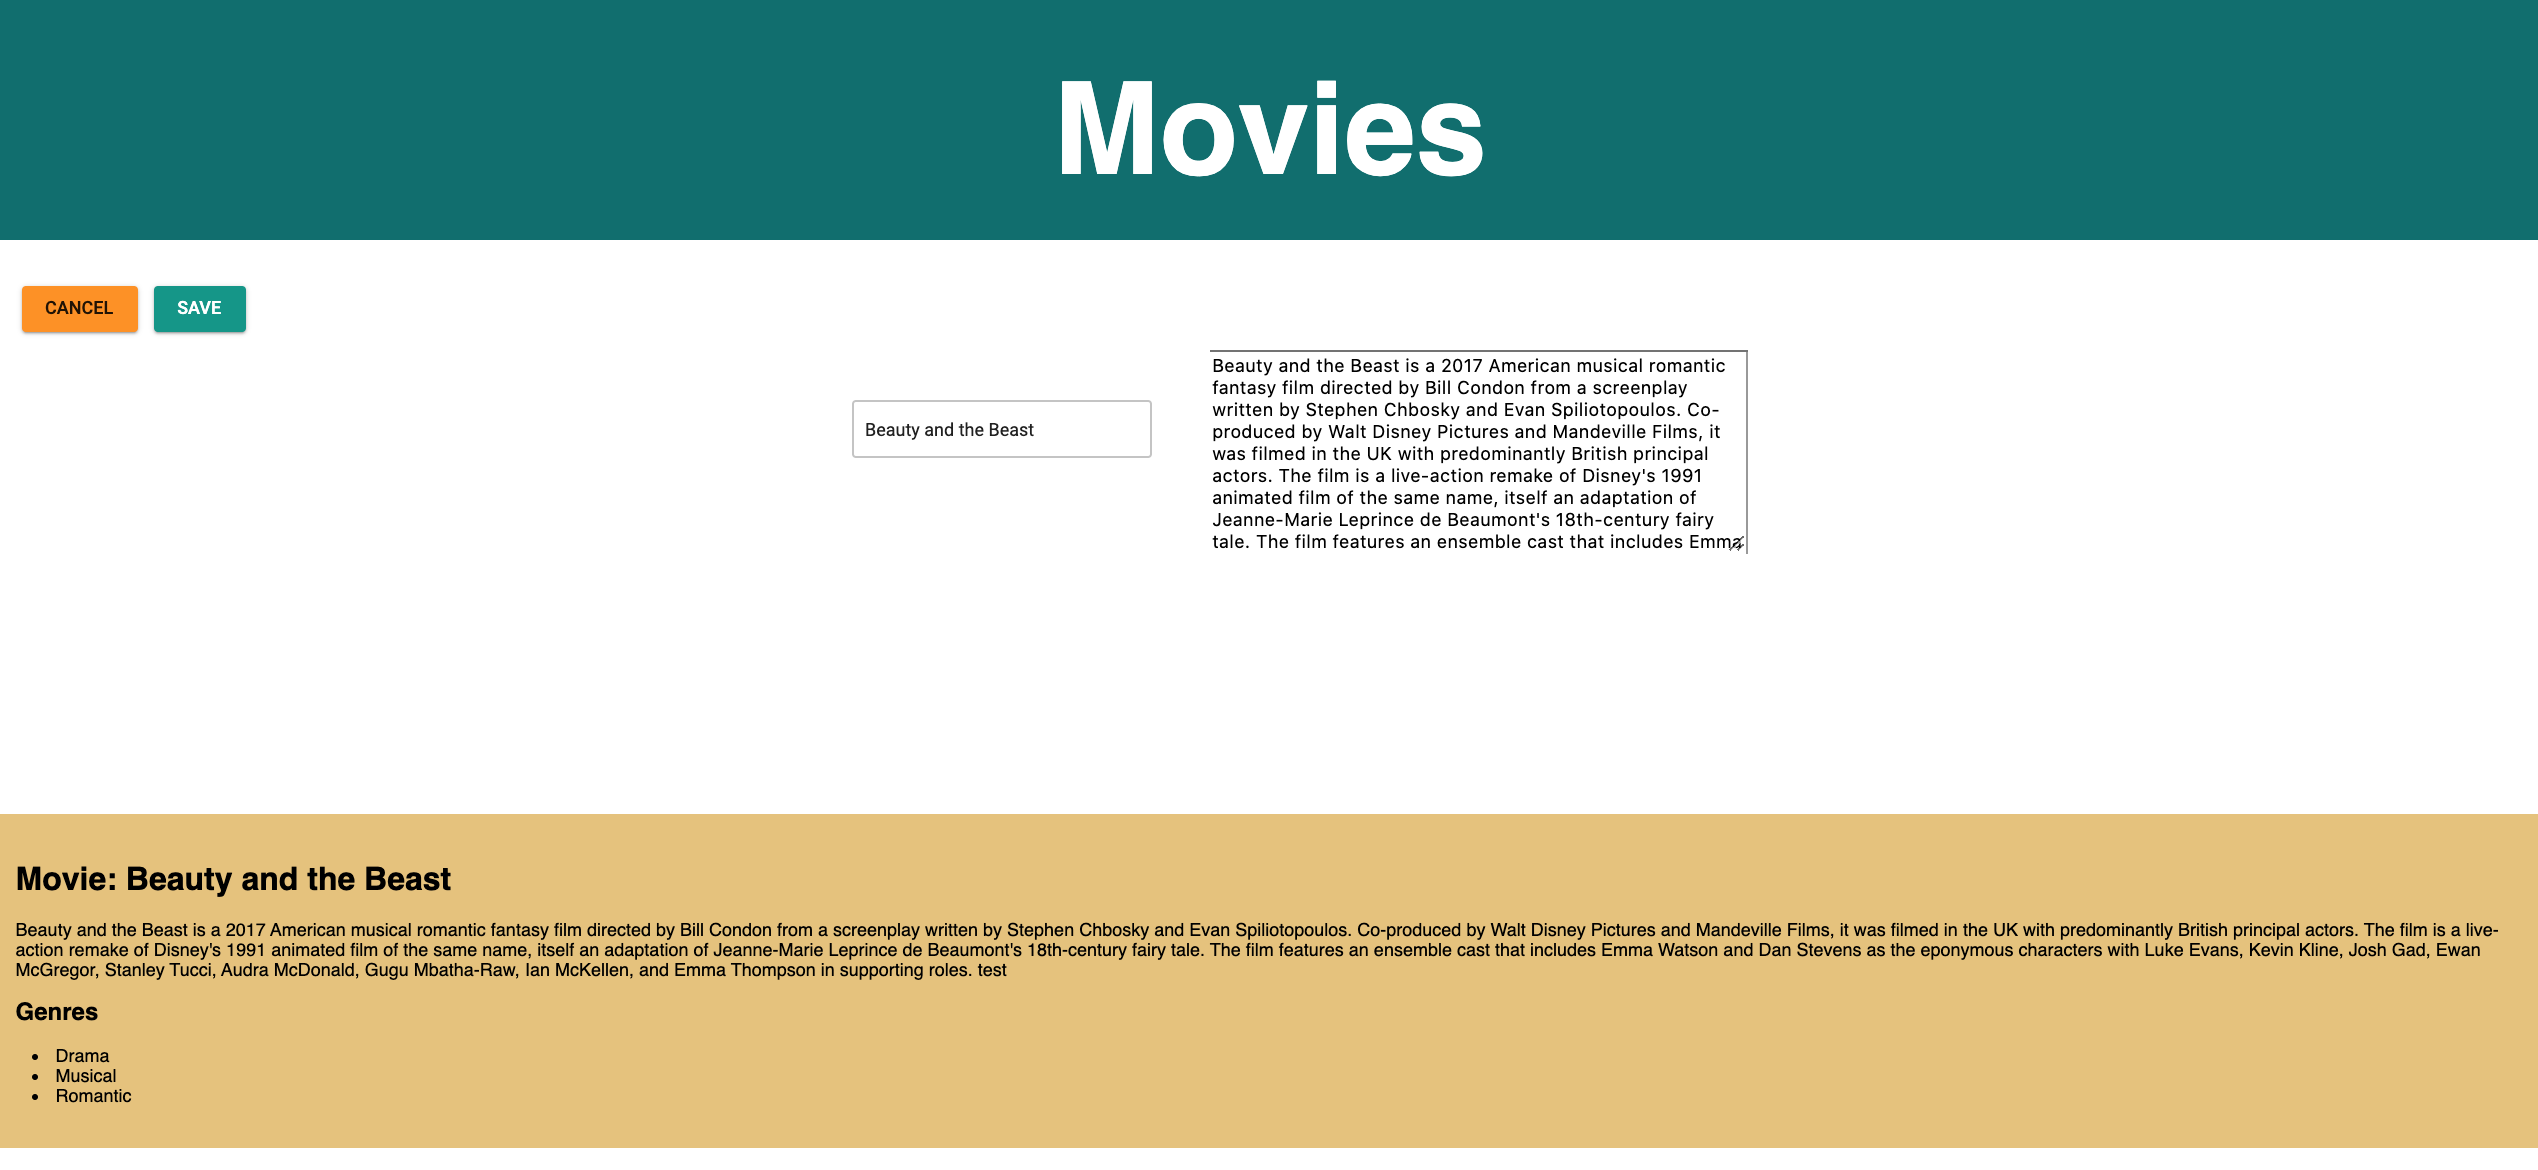 Movies
CANCEL
SAVE
Beauty and the Beast
Beauty and the Beast is a 2017 American musical romantic
fantasy film directed by Bill Condon from a screenplay
written by Stephen Chbosky and Evan Spiliotopoulos. Co-
produced by Walt Disney Pictures and Mandeville Films, it
was filmed in the UK with predominantly British principal
actors. The film is a live-action remake of Disney's 1991
animated film of the same name, itself an adaptation of
Jeanne-Marie Leprince de Beaumont's 18th-century fairy
tale. The film features an ensemble cast that includes Emma
Movie: Beauty and the Beast
Beauty and the Beast is a 2017 American musical romantic fantasy film directed by Bill Condon from a screenplay written by Stephen Chbosky and Evan Spiliotopoulos. Co-produced by Walt Disney Pictures and Mandeville Films, it was filmed in the UK with predominantly British principal actors. The film is a live-
action remake of Disney's 1991 animated film of the same name, itself an adaptation of Jeanne-Marie Leprince de Beaumont's 18th-century fairy tale. The film features an ensemble cast that includes Emma Watson and Dan Stevens as the eponymous characters with Luke Evans, Kevin Kline, Josh Gad, Ewan
McGregor, Stanley Tucci, Audra McDonald, Gugu Mbatha-Raw, Ian McKellen, and Emma Thompson in supporting roles. test
Genres
Drama
Musical
Romantic